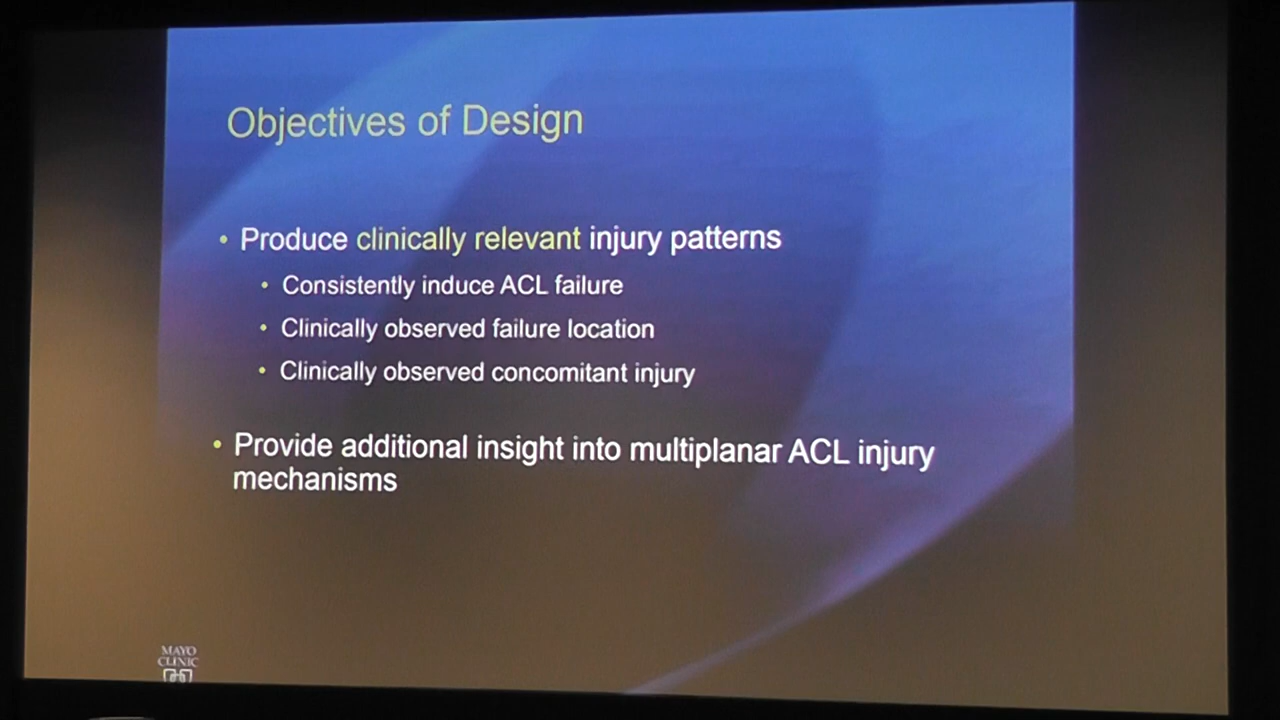 Objectives of Design
• Produce clinically relevant injury patterns
• Consistently induce ACL failure
• Clinically observed failure location
• Clinically observed concomitant injury
• Provide additional insight into multiplanar ACL injury
mechanisms
MAYO
CLINIC